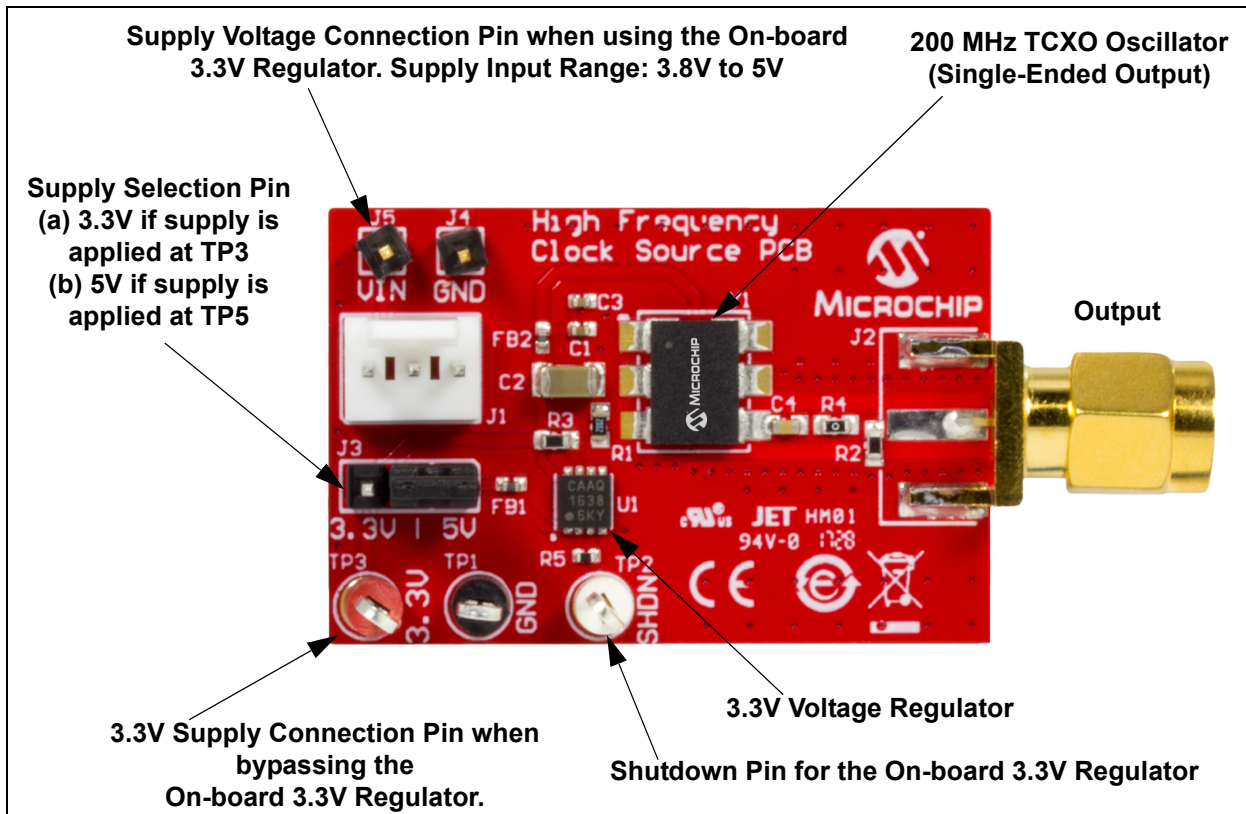 Supply Voltage Connection Pin when using the On-board
3.3V Regulator. Supply Input Range: 3.8V to 5V
200 MHz TCXO Oscillator
(Single-Ended Output)
Supply Selection Pin
(a) 3.3V if supply is
applied at TP3
(b) 5V if supply is
applied at TP5
J5
J4
VIN
GND
High Frequency
Clock Source PCB
MICROCHIP
Output
C3
1
J2
FB2
C1
C2
MICROCHIP
J1
R3
R1
C4
R4
R2
J3
FB1
CAAQ
1638
6KY
U1
3.3V | 5V
c UL us
JET HM01
94V-0 1728
R5
TP3
TP1
TP2
3.3V
GND
SHDN
CE
e
3.3V Voltage Regulator
3.3V Supply Connection Pin when
bypassing the
On-board 3.3V Regulator.
Shutdown Pin for the On-board 3.3V Regulator